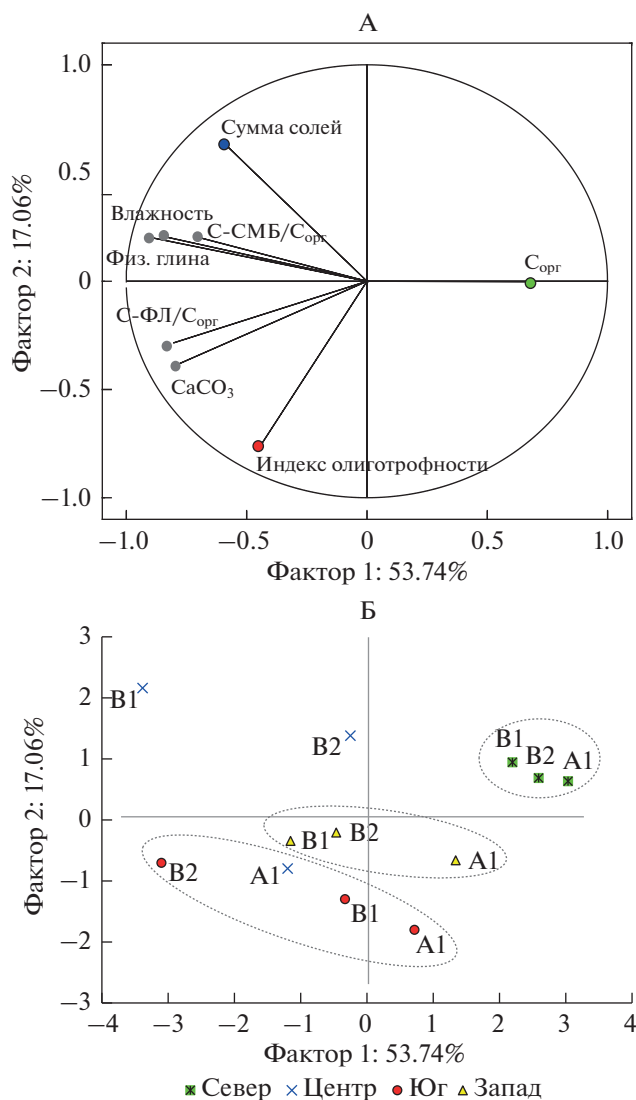 А
1.0
0.5
0
−0.5
−1.0
Фактор 2: 17.06%
Сумма солей
Влажность
С-СМБ/Сорг
Физ. глина
Сорг
С-ФЛ/Сорг
CaCO3
Индекс олиготрофности
−1.0 −0.5 0 0.5 1.0
Фактор 1: 53.74%
Б
3
2
1
0
−1
−2
−3
Фактор 2: 17.06%
B1
B2
B1
B2 A1
B1 B2
A1
B2 A1
B1
A1
−4 −3 −2 −1 0 1 2 3 4
Фактор 1: 53.74%
Север Центр Юг Запад